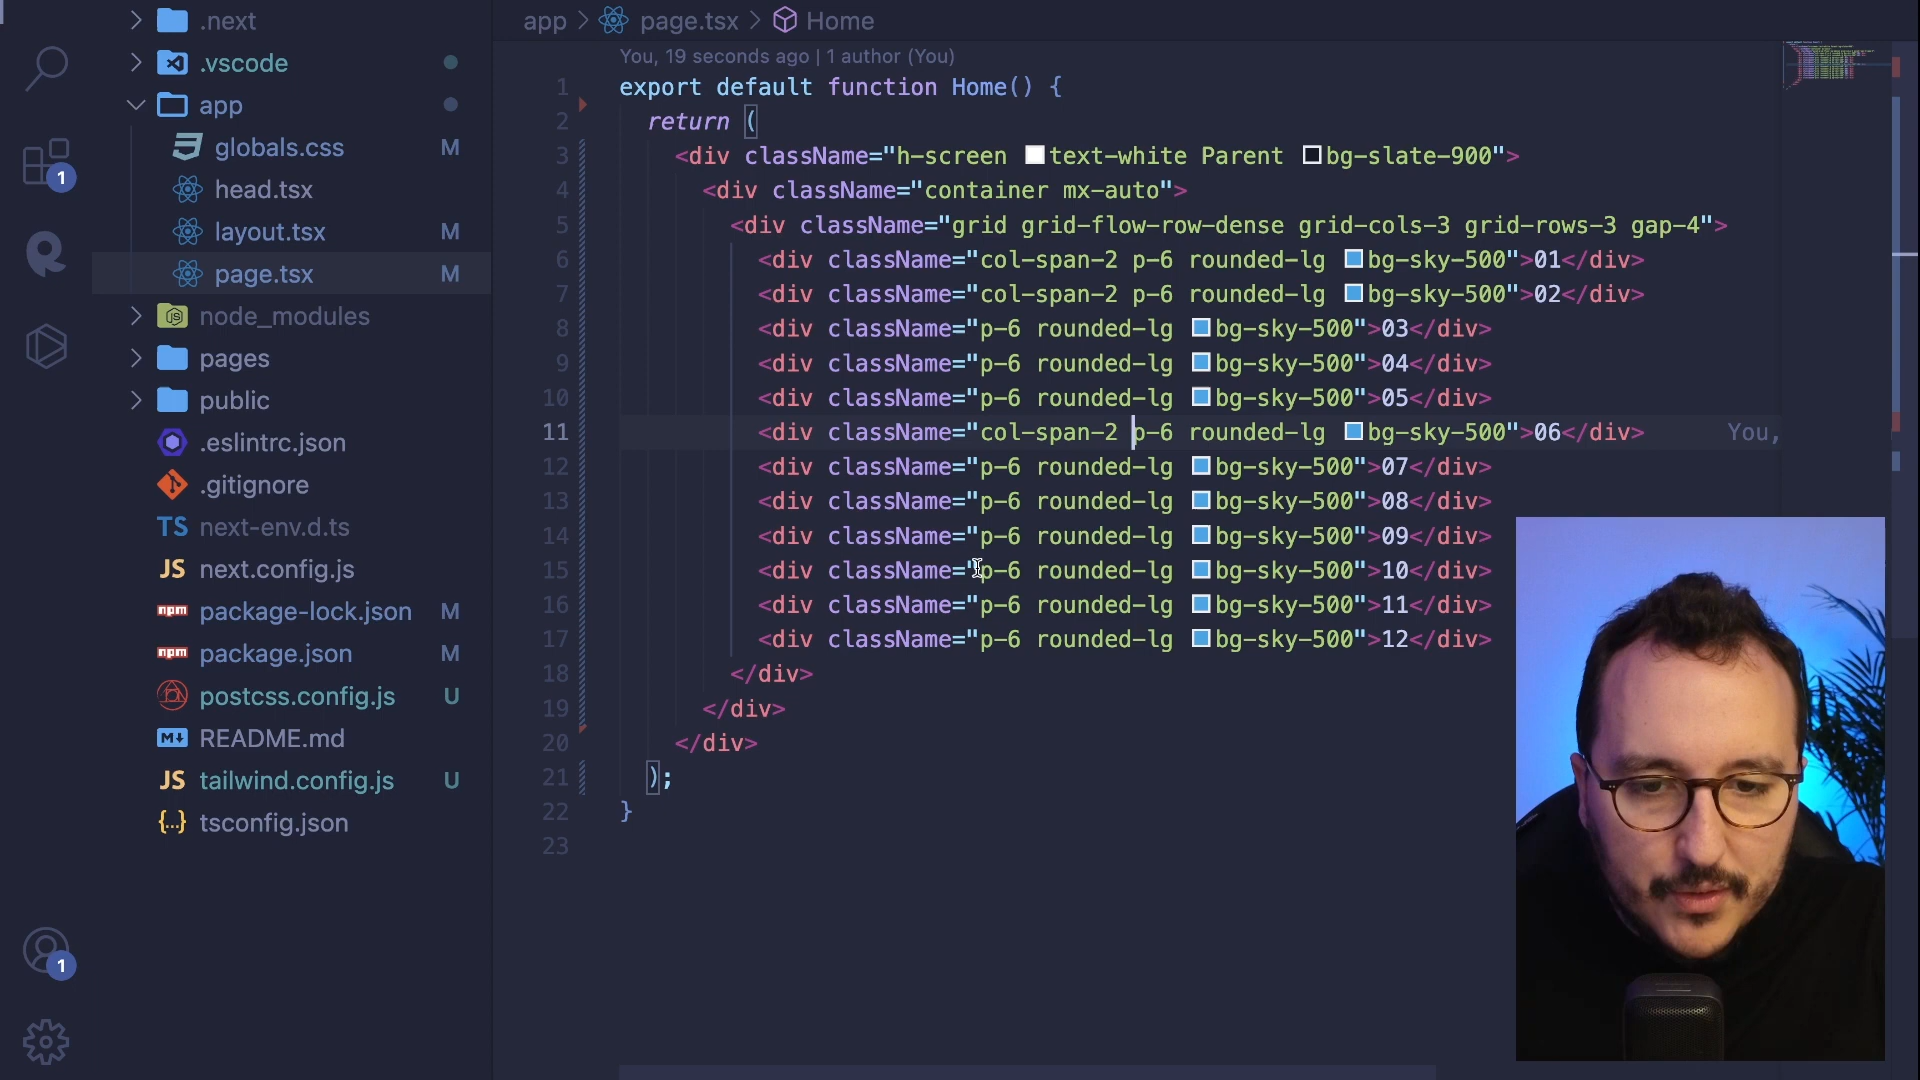 .next
.vscode
app
globals.css M
head.tsx
layout.tsx M
page.tsx M
node_modules
pages
public
.eslintrc.json
.gitignore
TS next-env.d.ts
JS next.config.js
npm package-lock.json M
npm package.json M
postcss.config.js U
M README.md
JS tailwind.config.js U
{..} tsconfig.json
1
1
app > page.tsx > Home
You, 19 seconds ago | 1 author (You)
1 export default function Home() {
2 return (
3 <div className="h-screen text-white Parent bg-slate-900">
4 <div className="container mx-auto">
5 <div className="grid grid-flow-row-dense grid-cols-3 grid-rows-3 gap-4">
6 <div className="col-span-2 p-6 rounded-lg bg-sky-500">01</div>
7 <div className="col-span-2 p-6 rounded-lg bg-sky-500">02</div>
8 <div className="p-6 rounded-lg bg-sky-500">03</div>
9 <div className="p-6 rounded-lg bg-sky-500">04</div>
10 <div className="p-6 rounded-lg bg-sky-500">05</div>
11 <div className="col-span-2 p-6 rounded-lg bg-sky-500">06</div> You,
12 <div className="p-6 rounded-lg bg-sky-500">07</div>
13 <div className="p-6 rounded-lg bg-sky-500">08</div>
14 <div className="p-6 rounded-lg bg-sky-500">09</div>
15 <div className="p-6 rounded-lg bg-sky-500">10</div>
16 <div className="p-6 rounded-lg bg-sky-500">11</div>
17 <div className="p-6 rounded-lg bg-sky-500">12</div>
18 </div>
19 </div>
20 </div>
21 );
22 }
23